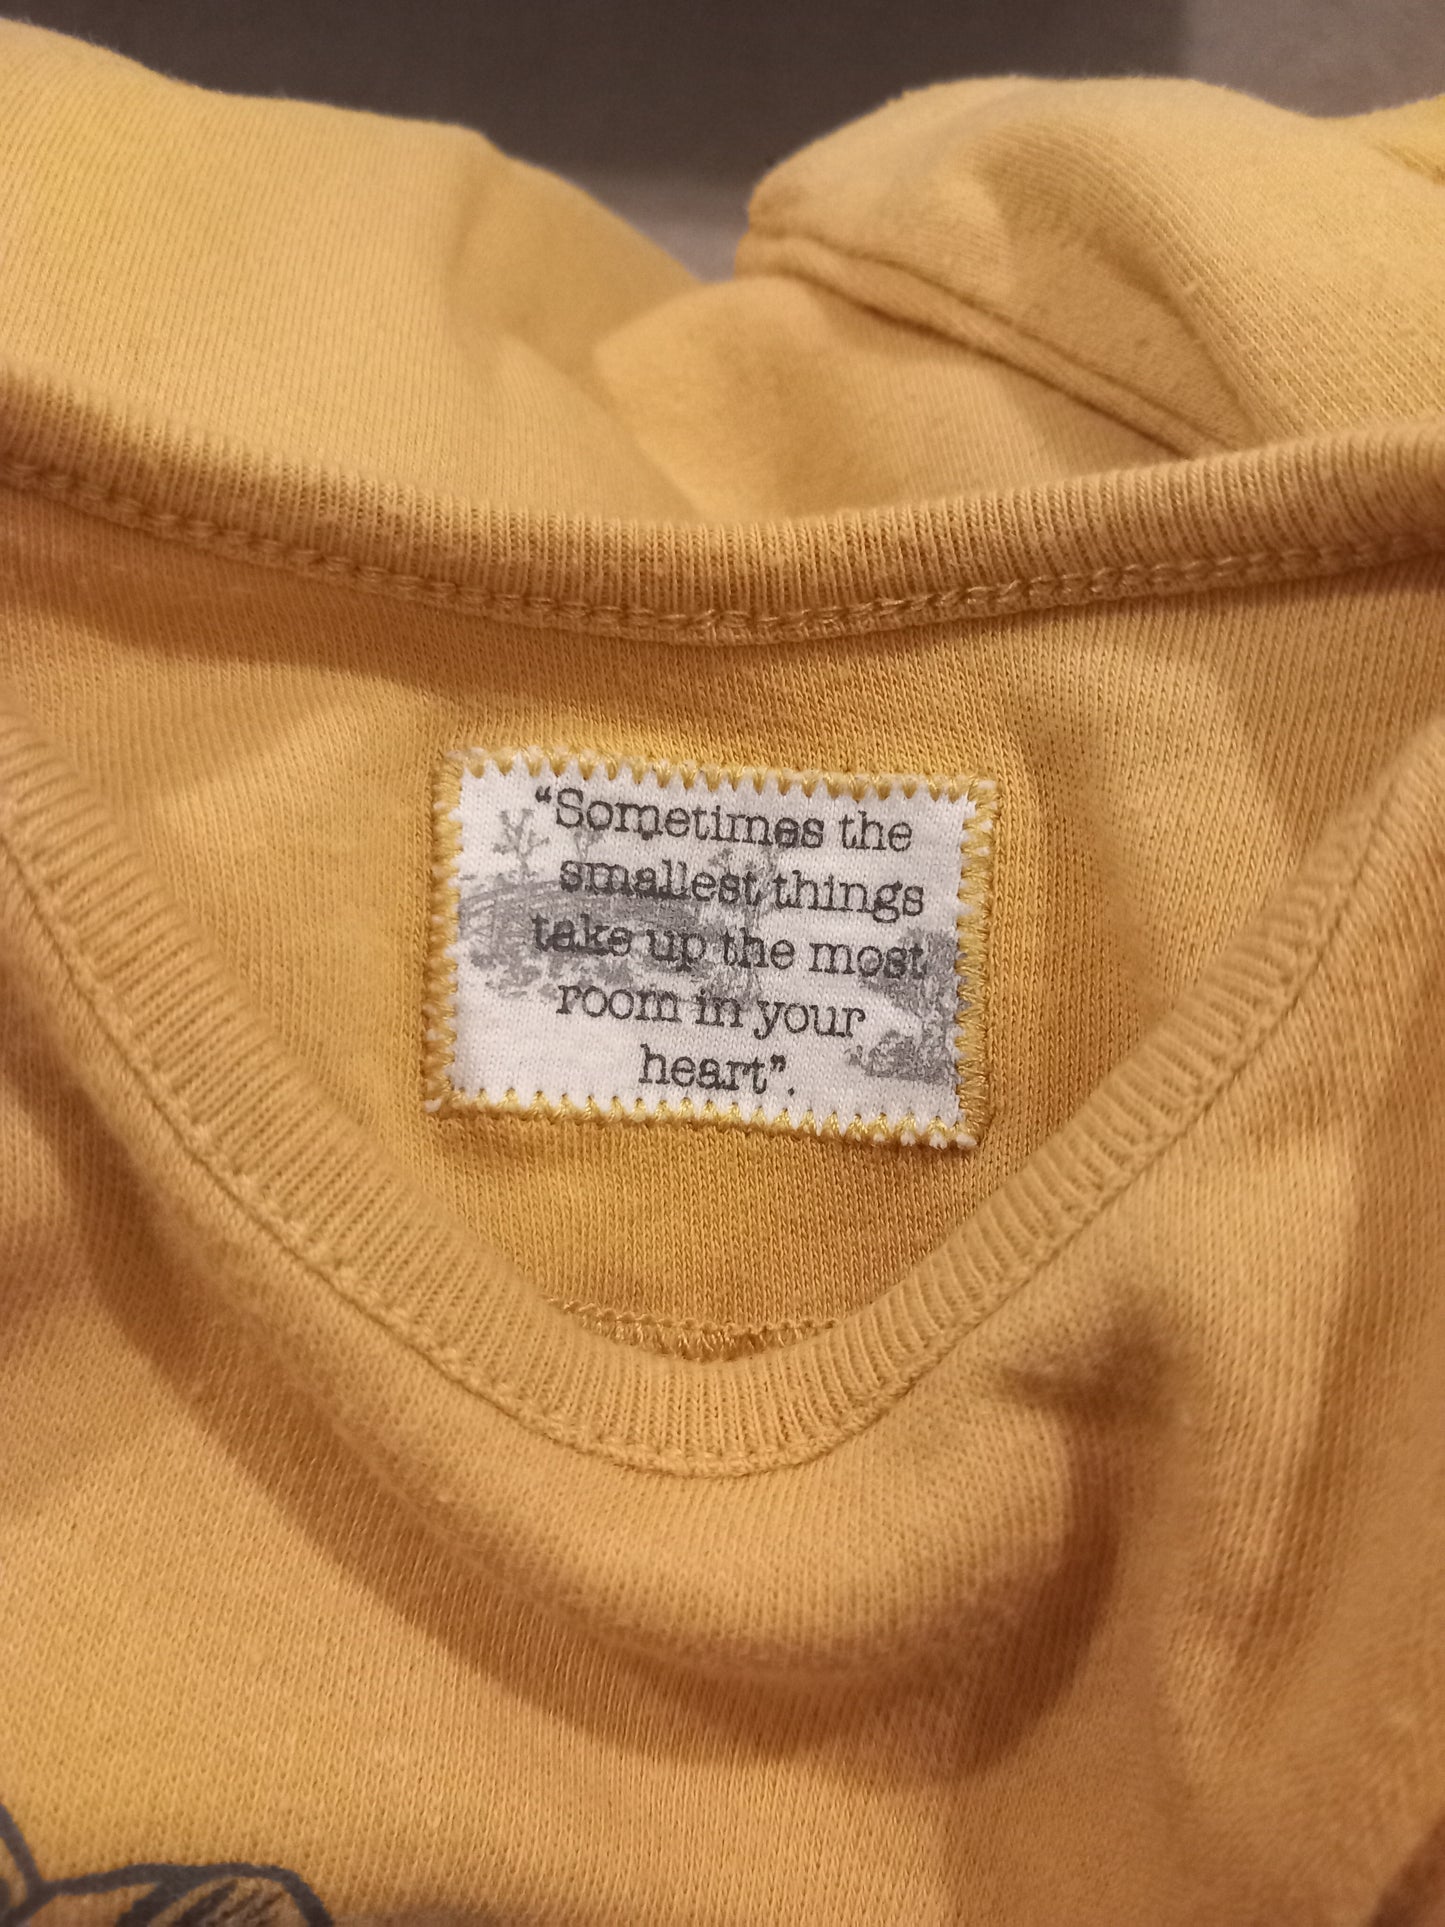 “Sometimes the
smallest things
take up the most
room in your
heart”.